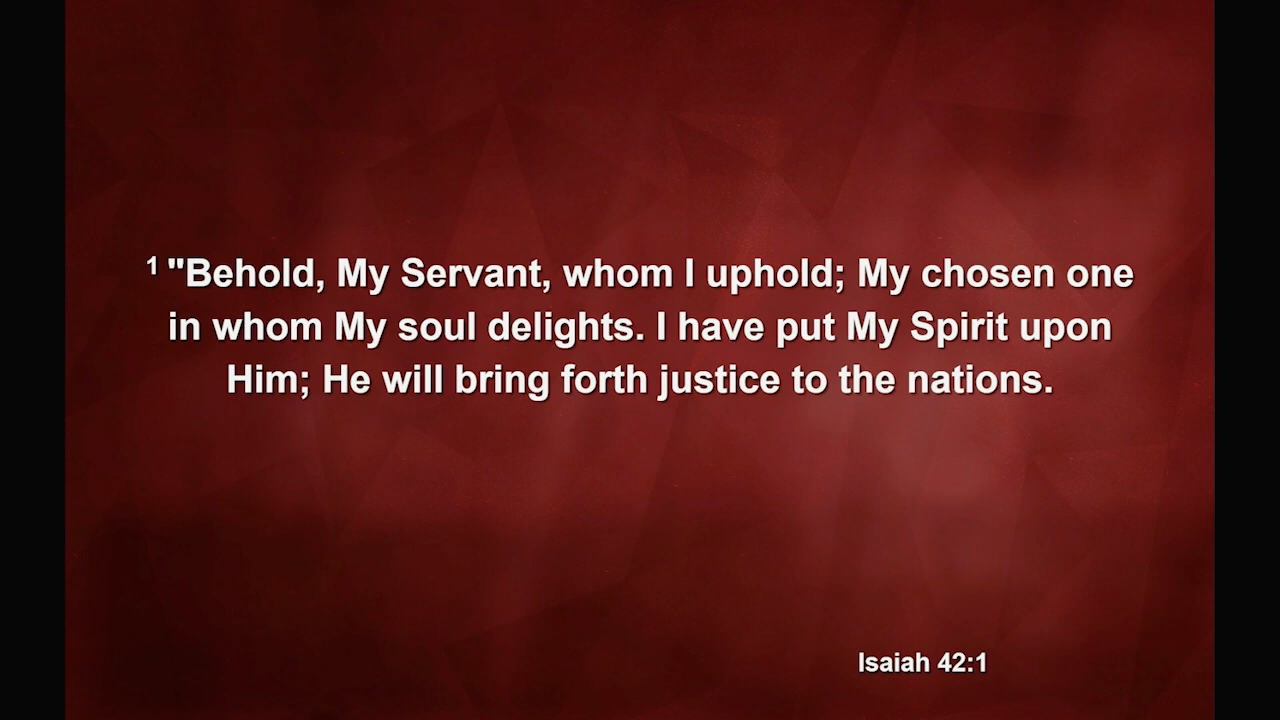 1 "Behold, My Servant, whom I uphold; My chosen one
in whom My soul delights. I have put My Spirit upon
Him; He will bring forth justice to the nations.
Isaiah 42:1